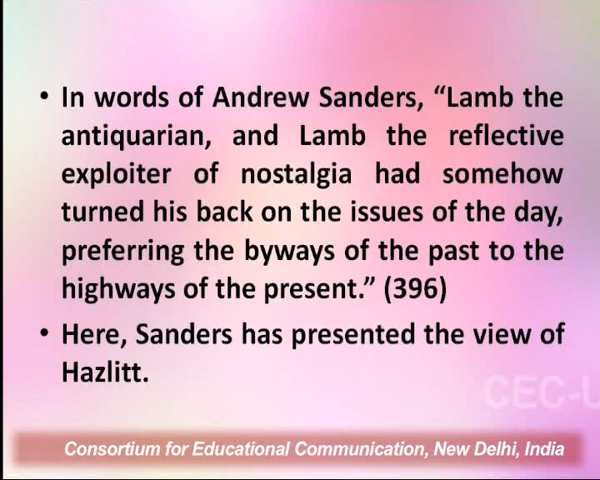 • In words of Andrew Sanders, “Lamb the
antiquarian, and Lamb the reflective
exploiter of nostalgia had somehow
turned his back on the issues of the day,
preferring the byways of the past to the
highways of the present.” (396)
• Here, Sanders has presented the view of
Hazlitt.
CEC-U
Consortium for Educational Communication, New Delhi, India